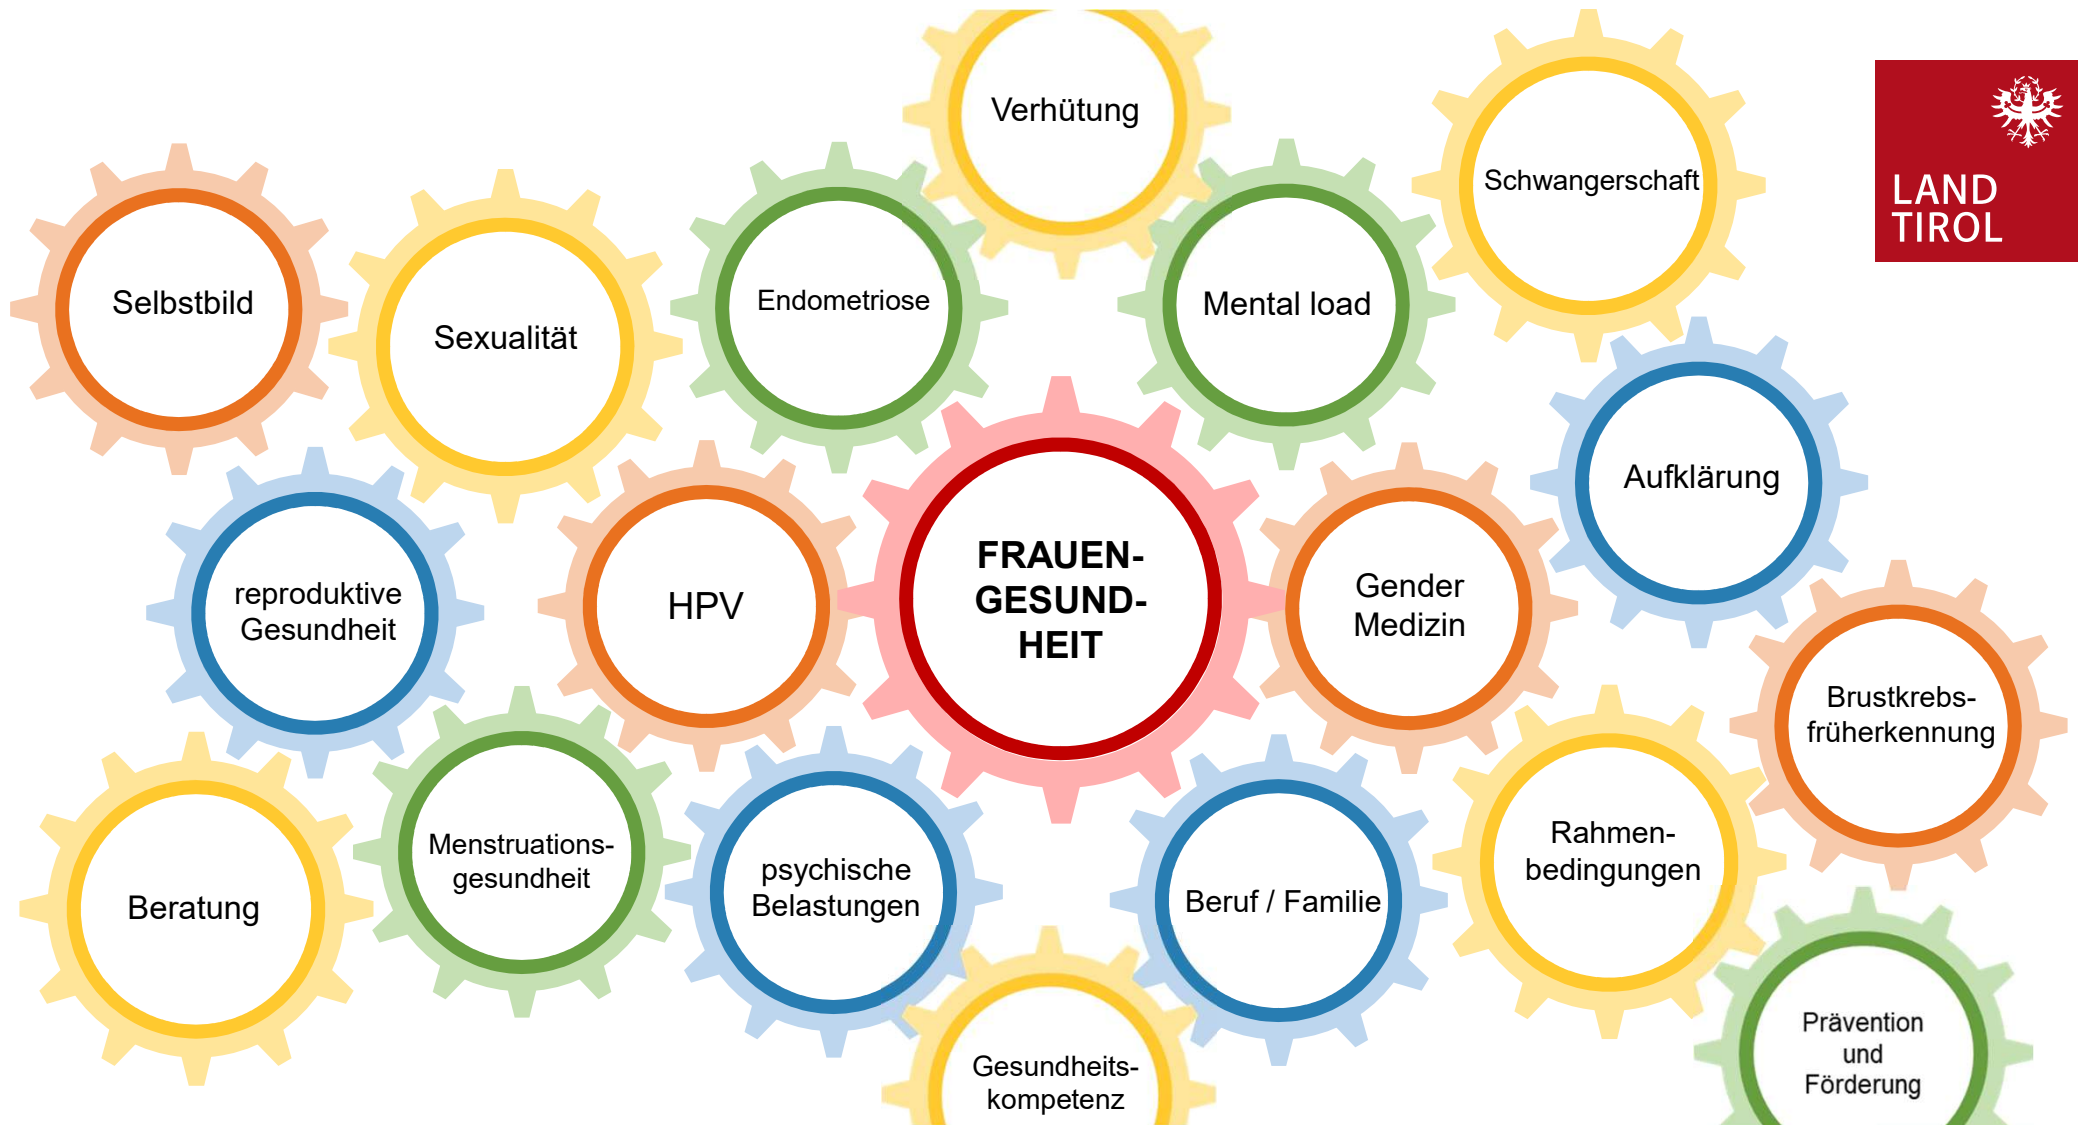 Verhütung
Schwangerschaft
LAND
TIROL
Selbstbild
Sexualität
Endometriose
Mental load
Aufklärung
reproduktive
Gesundheit
HPV
FRAUEN-
GESUND-
HEIT
Gender
Medizin
Brustkrebs-
früherkennung
Beratung
Menstruations-
gesundheit
psychische
Belastungen
Beruf / Familie
Rahmen-
bedingungen
Gesundheits-
kompetenz
Prävention
und
Förderung